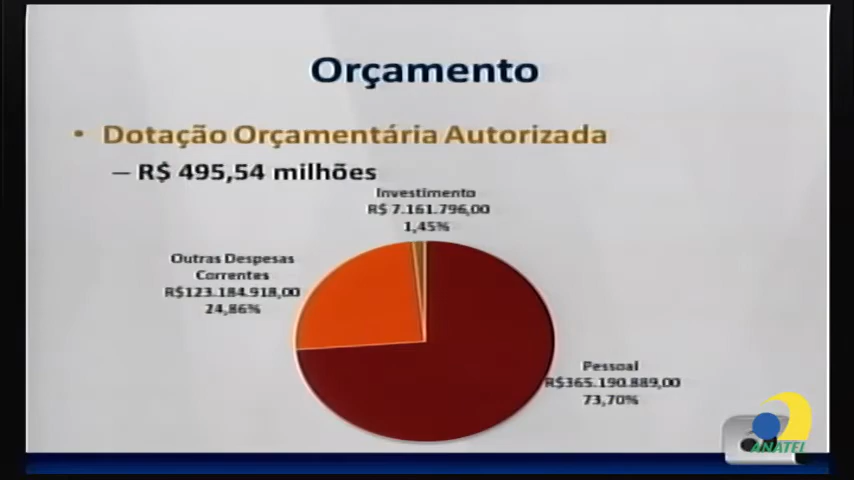 Orçamento
• Dotação Orçamentária Autorizada
– R$ 495,54 milhões
Investimento
R$ 7.161.796,00
1,45%
Outras Despesas
Correntes
R$123.184.918,00
24,86%
Pessoal
R$365.190.889,00
73,70%
ANATEL